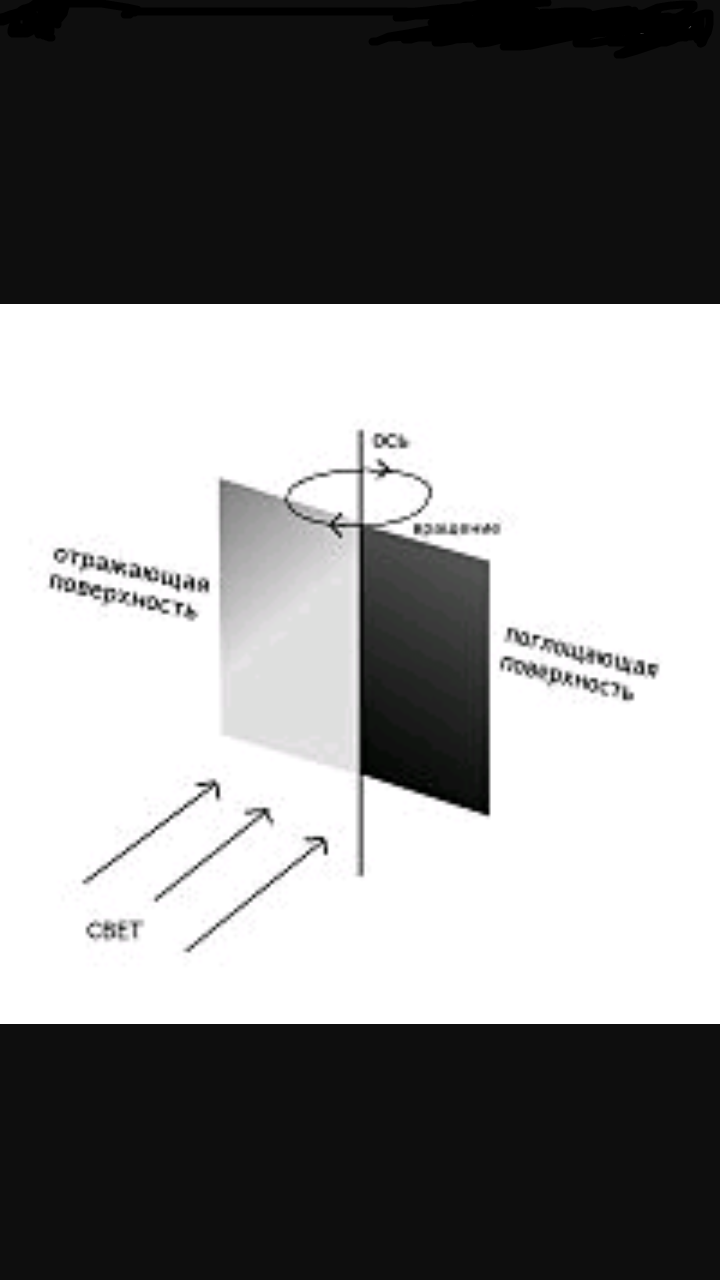 ось
вращение
отражающая
поверхность
поглощающая
поверхность
СВЕТ